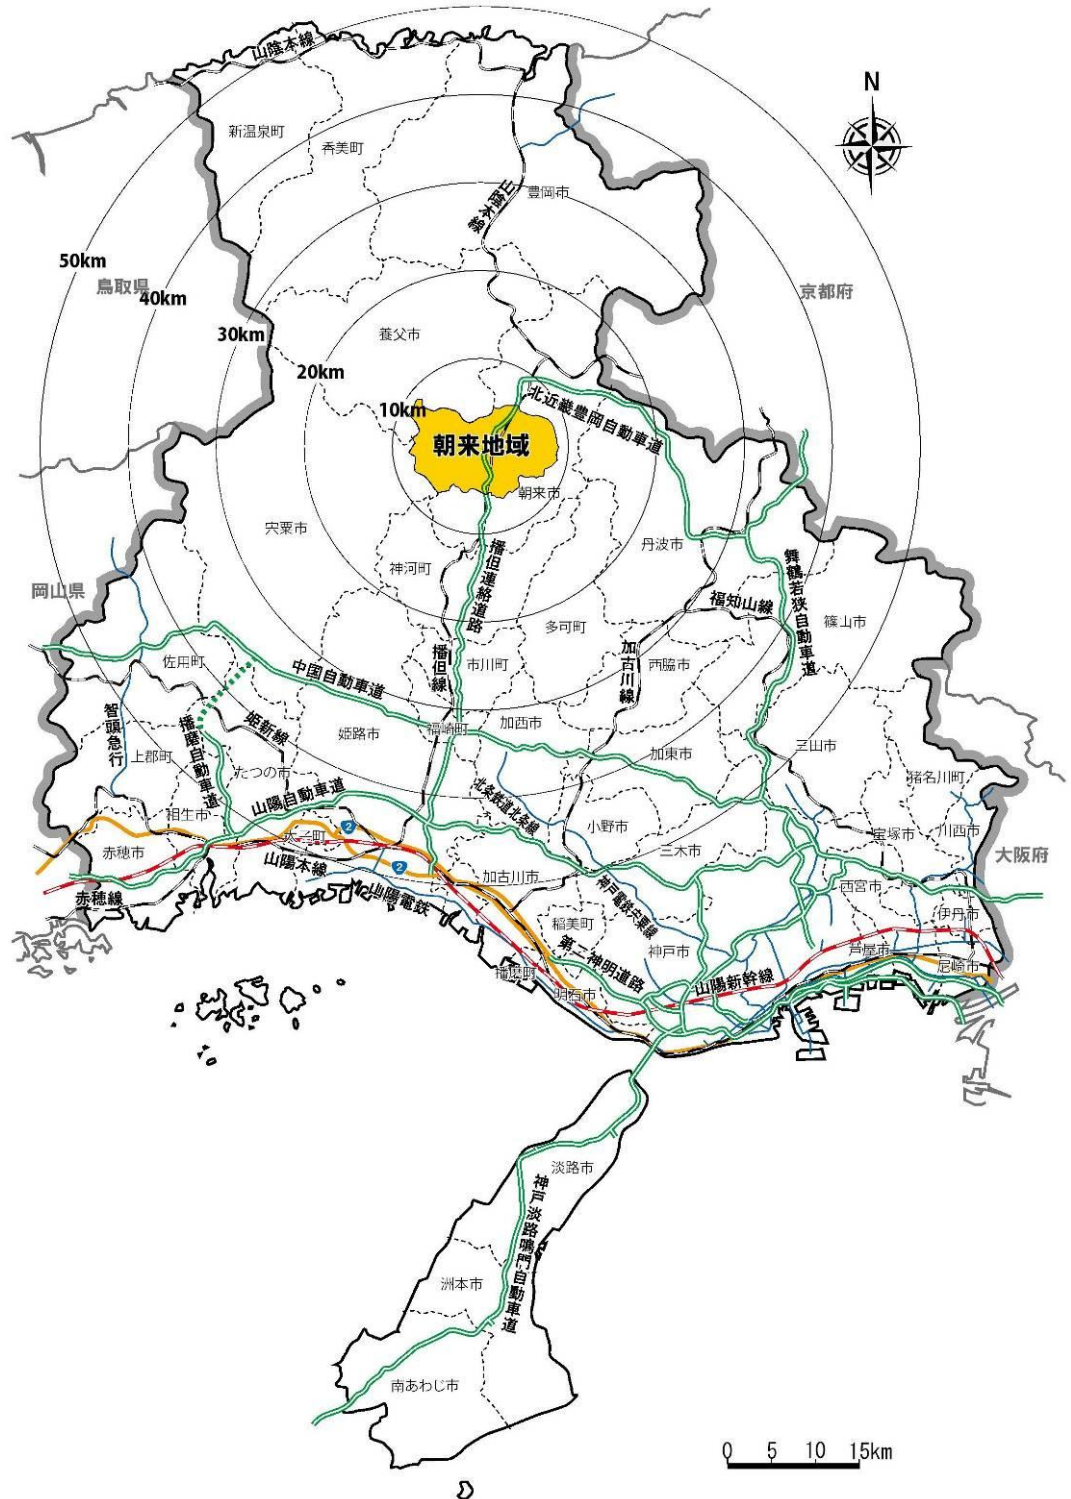 N
山陰本線
新温泉町
香美町
豊岡市
山陰本線
50km
鳥取県
40km
京都府
30km
養父市
20km
10km
北近畿豊岡自動車道
朝来地域
朝来市
宍粟市
丹波市
播但連絡道路
神河町
岡山県
福知山線
舞鶴若狭自動車道
篠山市
多可町
加古川線
播但線
市川町
西脇市
佐用町
中国自動車道
智頭急行
播磨自動車道
姫新線
姫路市
福崎町
加西市
加東市
三田市
上郡町
たつの市
猪名川町
山陽自動車道
北条鉄道北条線
相生市
小野市
宝塚市
川西市
赤穂市
太子町
2
三木市
大阪府
山陽本線
2
加古川市
赤穂線
山陽電鉄
神戸電鉄宍粟線
西宮市
稲美町
伊丹市
第二神明道路
神戸市
芦屋市
尼崎市
播磨町
山陽新幹線
明石市
淡路市
神戸淡路鳴門自動車道
洲本市
南あわじ市
0 5 10 15km